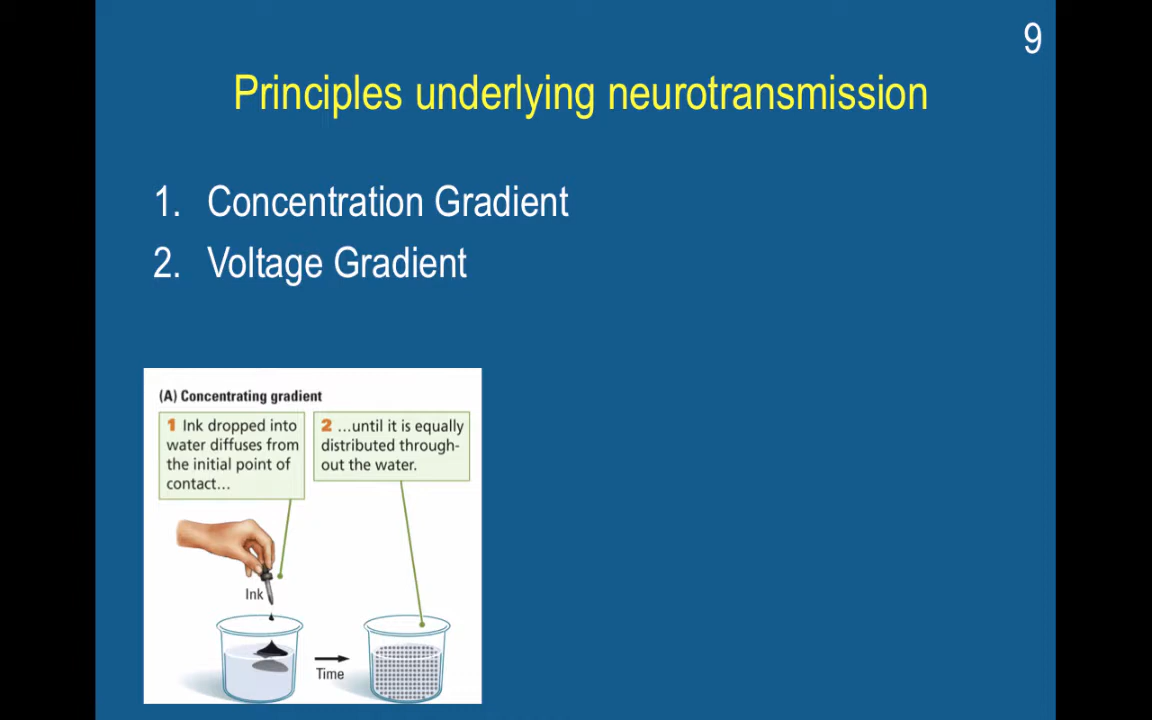 9
Principles underlying neurotransmission
1. Concentration Gradient
2. Voltage Gradient
(A) Concentrating gradient
1 Ink dropped into
water diffuses from
the initial point of
contact...
2 ...until it is equally
distributed through-
out the water.
Ink
Time